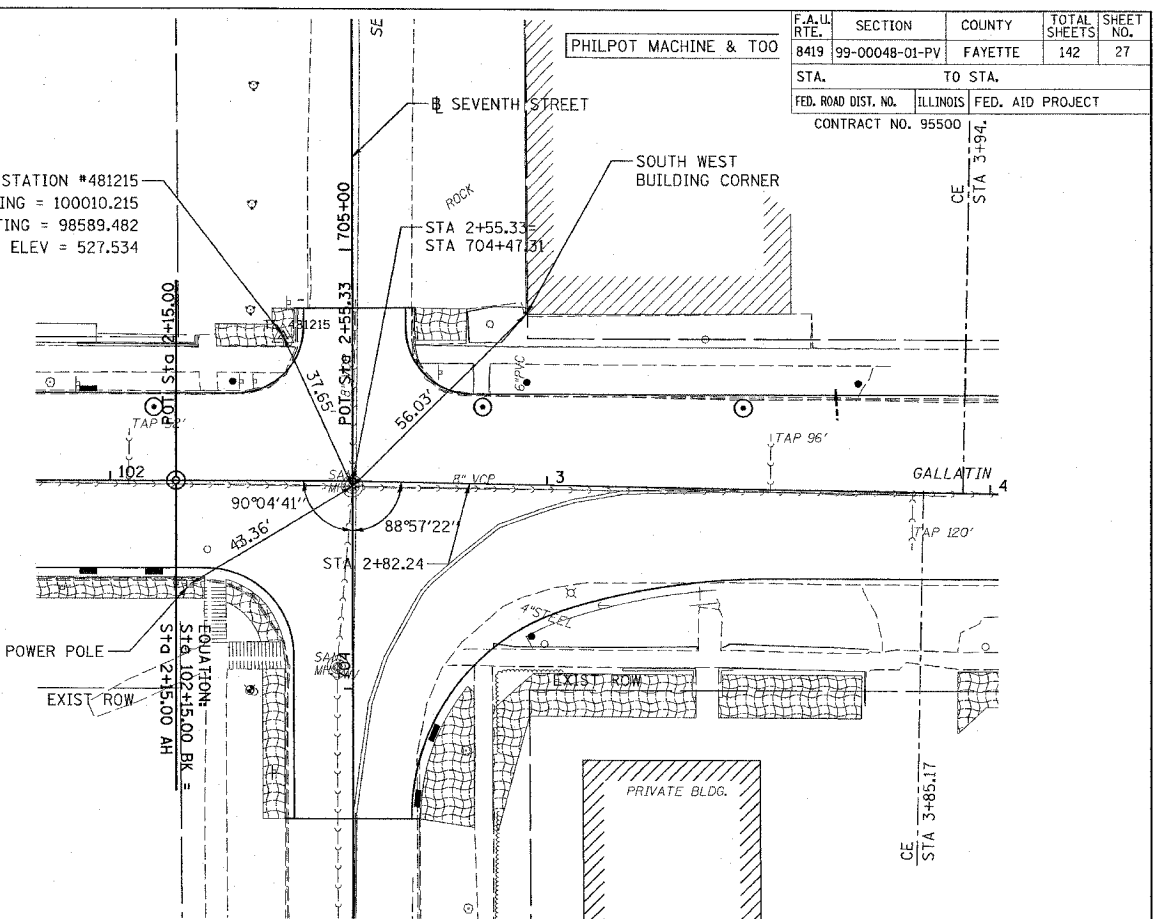 F.A.U. RTE. SECTION COUNTY TOTAL SHEETS SHEET NO.
8419 99-00048-01-PV FAYETTE 142 27
STA. TO STA.
FED. ROAD DIST. NO. ILLINOIS FED. AID PROJECT
CONTRACT NO. 95500
PHILPOT MACHINE & TOO
SE
℄ SEVENTH STREET
STATION #481215
ING = 100010.215
TING = 98589.482
ELEV = 527.534
SOUTH WEST
BUILDING CORNER
CE
STA 3+94.
ROCK
705+00
STA 2+55.33=
STA 704+47.31
POT Sta 2+15.00
POT Sta 2+55.33
481215
37.65'
56.03'
6"PVC
TAP 52'
TAP 96'
102
8" VCP
3
GALLATIN
4
90°04'41"
88°57'22"
43.36'
TAP 120'
STA 2+82.24
4"STEEL
POWER POLE
EXIST ROW
EQUATION:
Sta 102+15.00 BK =
Sta 2+15.00 AH
704
EXIST ROW
PRIVATE BLDG.
CE
STA 3+85.17